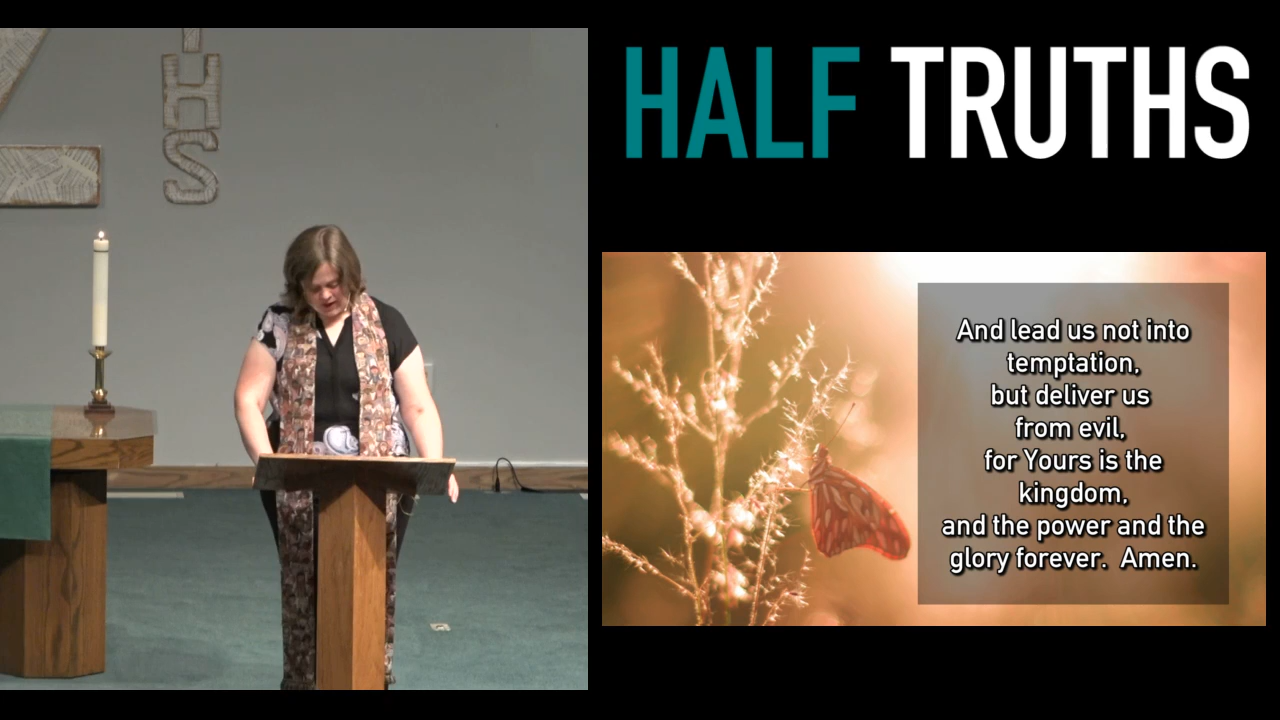 IHS
HALF TRUTHS
And lead us not into
temptation,
but deliver us
from evil,
for Yours is the
kingdom,
and the power and the
glory forever. Amen.